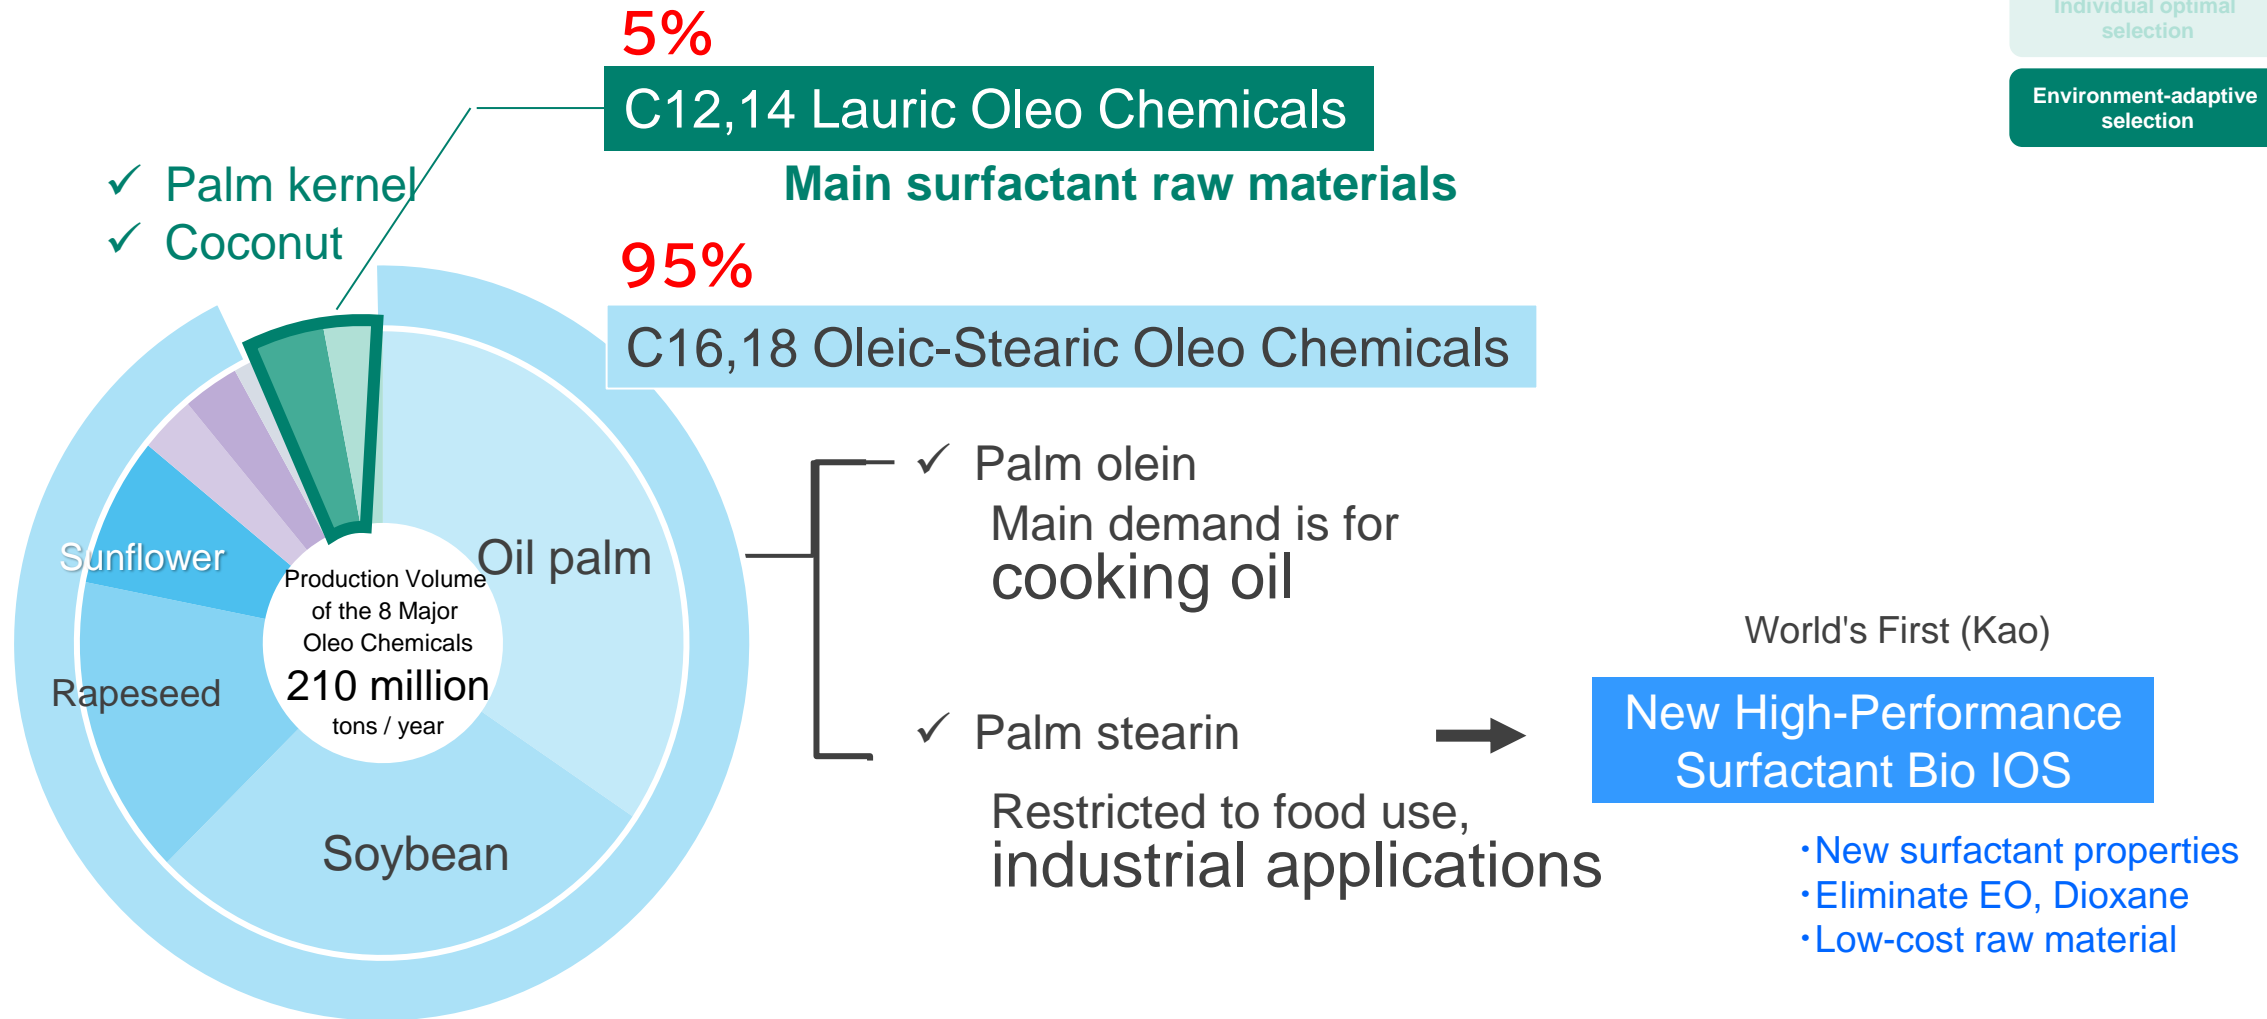 Individual optimal
selection
Environment-adaptive
selection
5%
C12,14 Lauric Oleo Chemicals
Main surfactant raw materials
✓ Palm kernel
✓ Coconut
95%
C16,18 Oleic-Stearic Oleo Chemicals
Oil palm
Soybean
Rapeseed
Sunflower
Production Volume
of the 8 Major
Oleo Chemicals
210 million
tons / year
✓ Palm olein
Main demand is for
cooking oil
✓ Palm stearin
Restricted to food use,
industrial applications
World's First (Kao)
New High-Performance
Surfactant Bio IOS
・New surfactant properties
・Eliminate EO, Dioxane
・Low-cost raw material